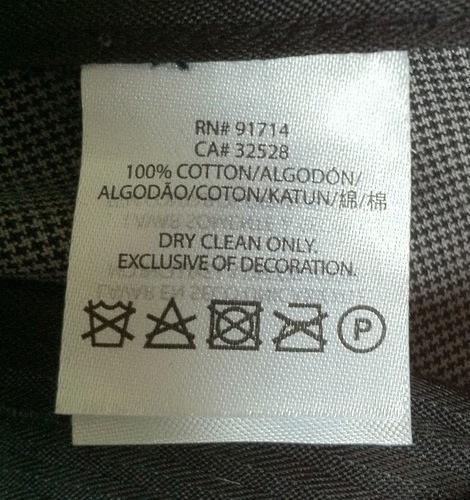 RN# 91714
CA# 32528
100% COTTON/ALGODÓN/
ALGODÃO/COTON/KATUN/綿/棉
DRY CLEAN ONLY.
EXCLUSIVE OF DECORATION.
P